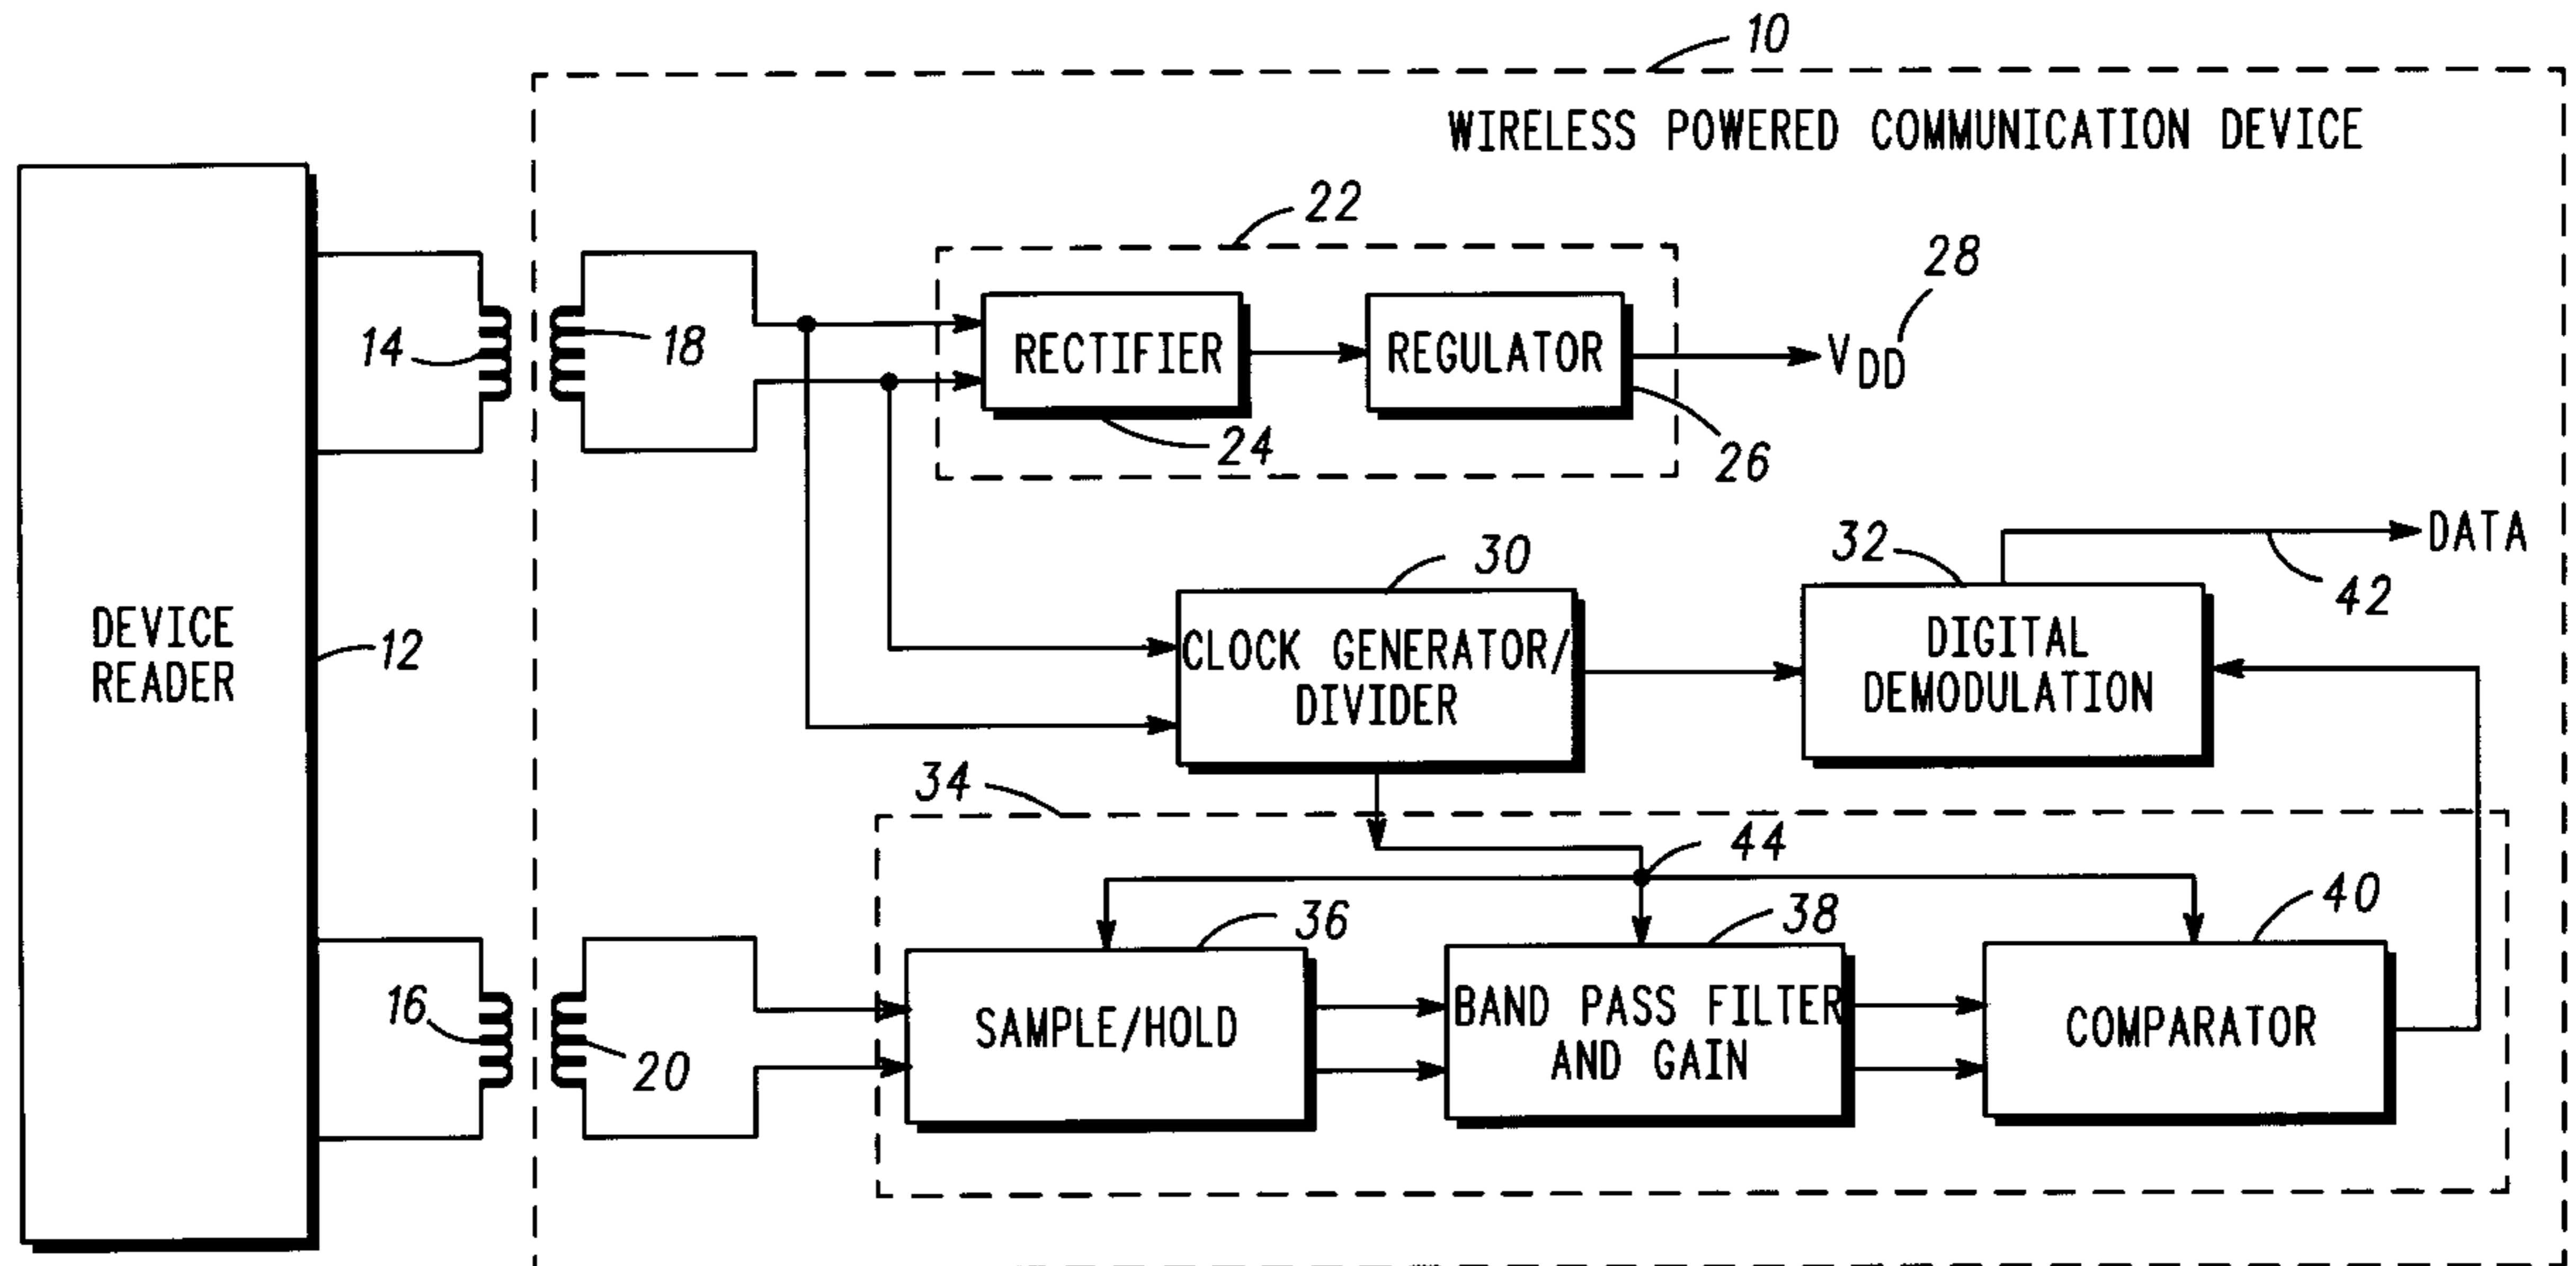 10
WIRELESS POWERED COMMUNICATION DEVICE
22
28
14
18
RECTIFIER
REGULATOR
VDD
24
26
DEVICE
READER
12
30
32
DATA
42
CLOCK GENERATOR/
DIVIDER
DIGITAL
DEMODULATION
34
44
36
38
40
16
20
SAMPLE/HOLD
BAND PASS FILTER
AND GAIN
COMPARATOR